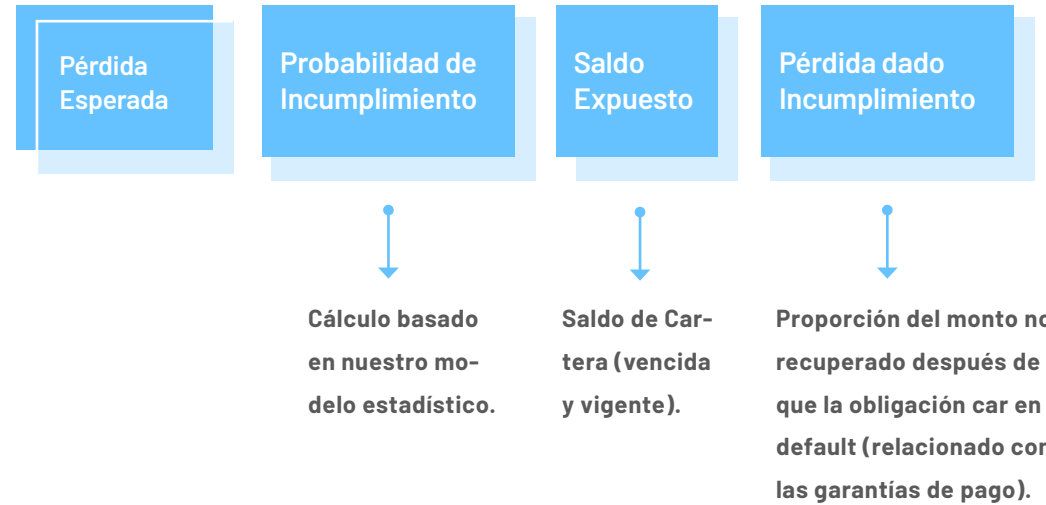 Pérdida
Esperada
Probabilidad de
Incumplimiento
Saldo
Expuesto
Pérdida dado
Incumplimiento
Cálculo basado
en nuestro mo-
delo estadístico.
Saldo de Car-
tera (vencida
y vigente).
Proporción del monto no
recuperado después de
que la obligación car en
default (relacionado con
las garantías de pago).